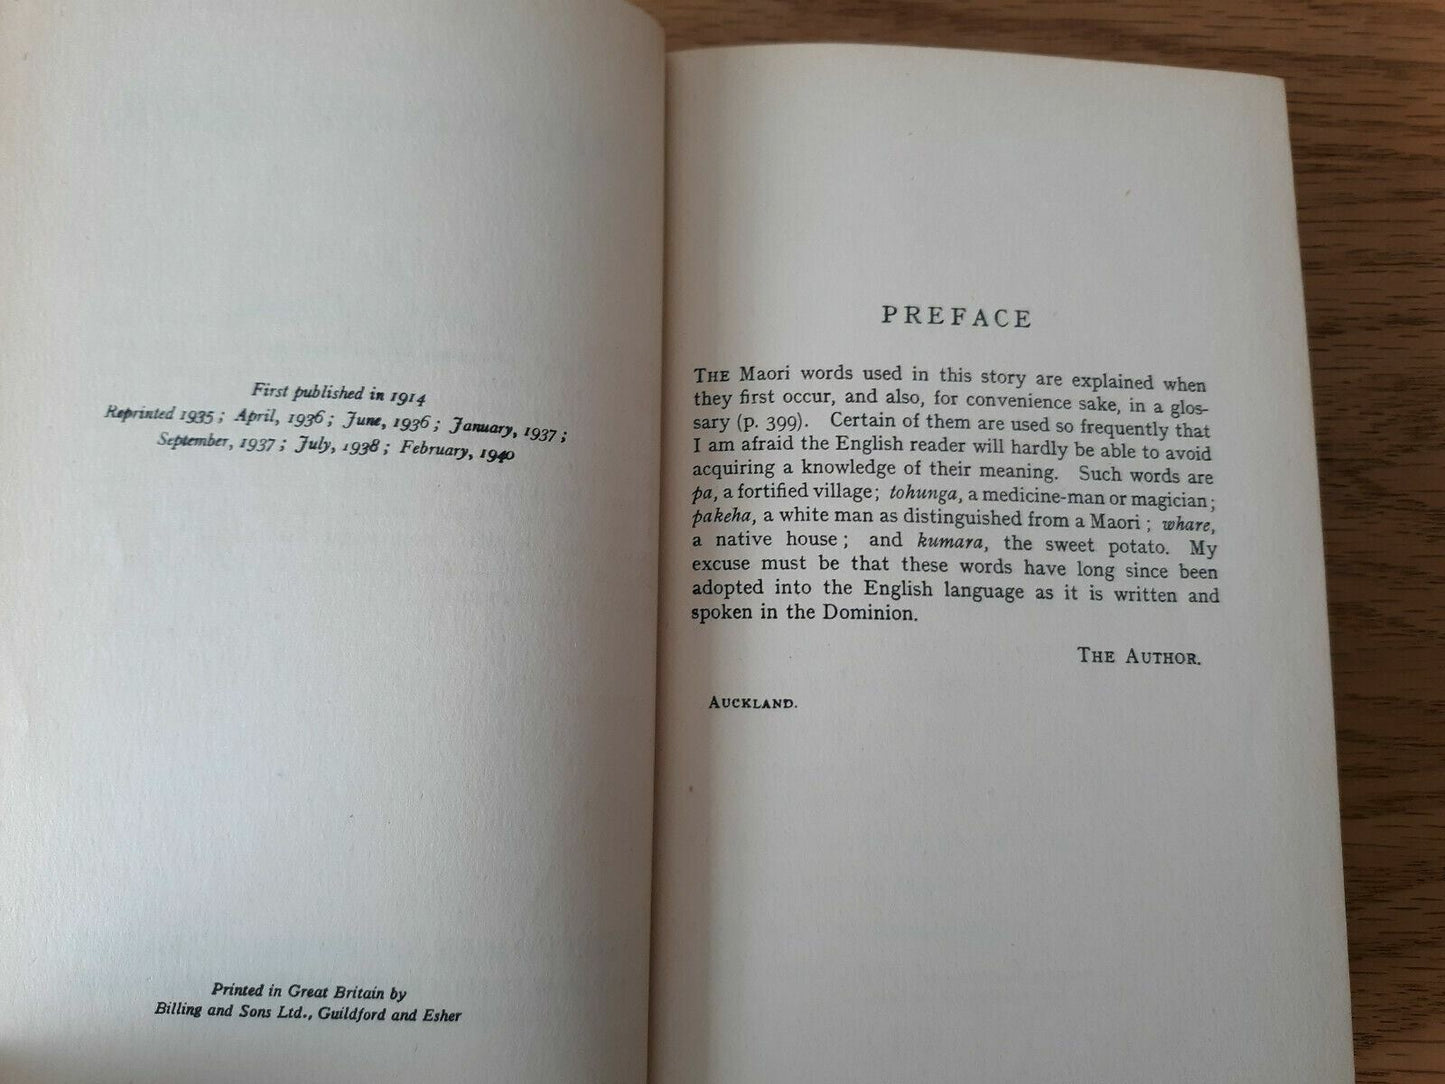 First published in 1914
Reprinted 1935; April, 1936; June, 1936; January, 1937;
September, 1937; July, 1938; February, 1940
Printed in Great Britain by
Billing and Sons Ltd., Guildford and Esher
PREFACE
THE Maori words used in this story are explained when
they first occur, and also, for convenience sake, in a glos-
sary (p. 399). Certain of them are used so frequently that
I am afraid the English reader will hardly be able to avoid
acquiring a knowledge of their meaning. Such words are
pa, a fortified village; tohunga, a medicine-man or magician;
pakeha, a white man as distinguished from a Maori; whare,
a native house; and kumara, the sweet potato. My
excuse must be that these words have long since been
adopted into the English language as it is written and
spoken in the Dominion.
THE AUTHOR.
AUCKLAND.